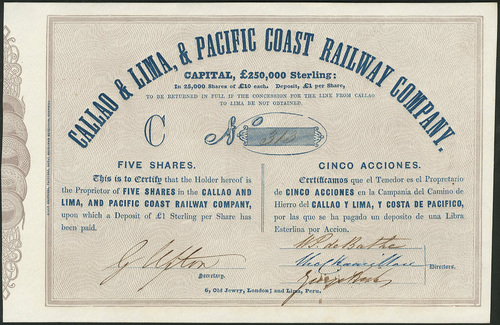 CALLAO & LIMA, & PACIFIC COAST RAILWAY COMPANY.
CAPITAL, £250,000 Sterling:
In 25,000 Shares of £10 each. Deposit, £1 per Share,
TO BE RETURNED IN FULL IF THE CONCESSION FOR THE LINE FROM CALLAO
TO LIMA BE NOT OBTAINED.
C No
FIVE SHARES.
This is to Certify that the Holder hereof is
the Proprietor of FIVE SHARES in the CALLAO AND
LIMA, AND PACIFIC COAST RAILWAY COMPANY,
upon which a Deposit of £1 Sterling per Share has
been paid.
CINCO ACCIONES.
Certificamos que el Tenedor es el Propretario
de CINCO ACCIONES en la Campania del Camino de
Hierro del CALLAO Y LIMA, Y COSTA DE PACIFICO,
por las que se ha pagado un deposito de una Libra
Esterlina por Accion.
Secretary.
Directors.
6, Old Jewry, London; and Lima, Peru.